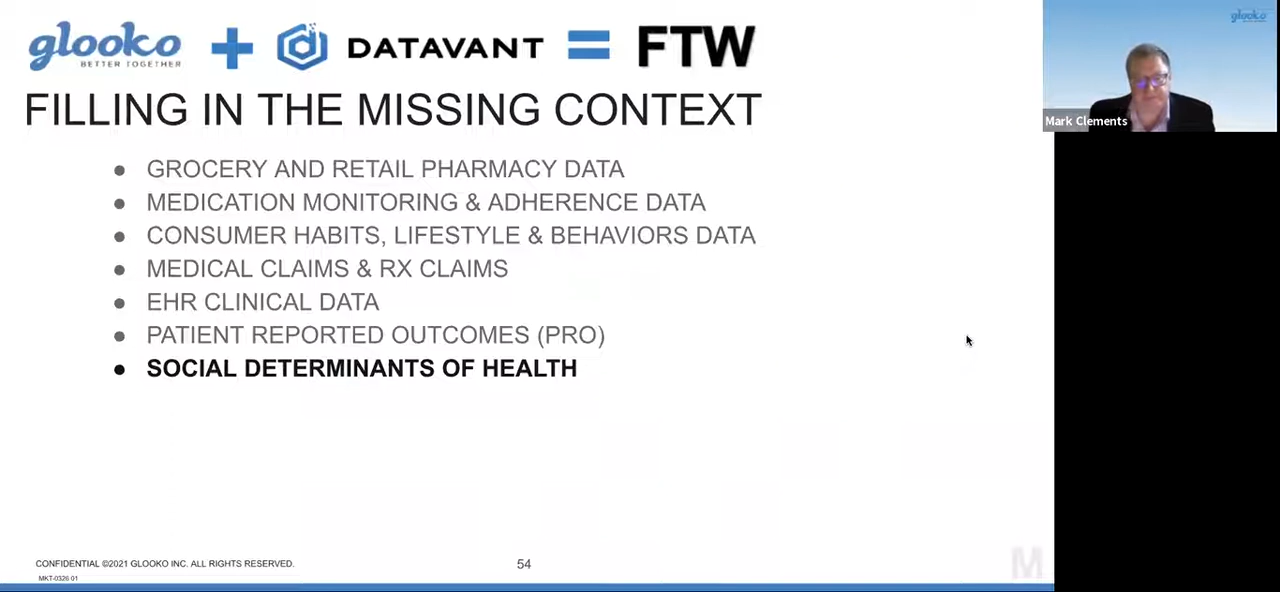 glooko
BETTER TOGETHER
DATAVANT
FTW
FILLING IN THE MISSING CONTEXT
● GROCERY AND RETAIL PHARMACY DATA
● MEDICATION MONITORING & ADHERENCE DATA
● CONSUMER HABITS, LIFESTYLE & BEHAVIORS DATA
● MEDICAL CLAIMS & RX CLAIMS
● EHR CLINICAL DATA
● PATIENT REPORTED OUTCOMES (PRO)
● SOCIAL DETERMINANTS OF HEALTH
CONFIDENTIAL ©2021 GLOOKO INC. ALL RIGHTS RESERVED.
MKT-0326 01
54
M
glooko
Mark Clements